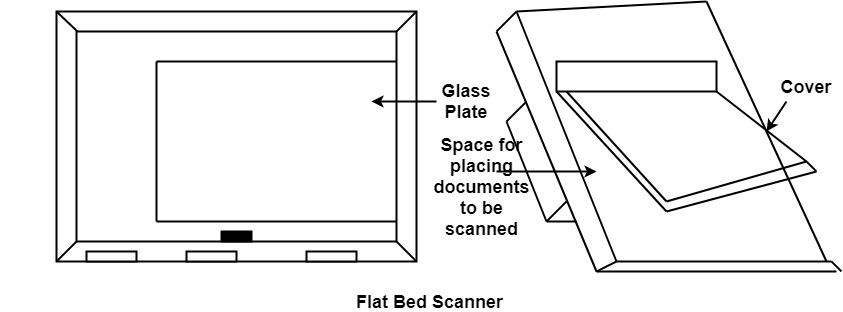 Glass
Plate
Cover
Space for
placing
documents
to be
scanned
Flat Bed Scanner